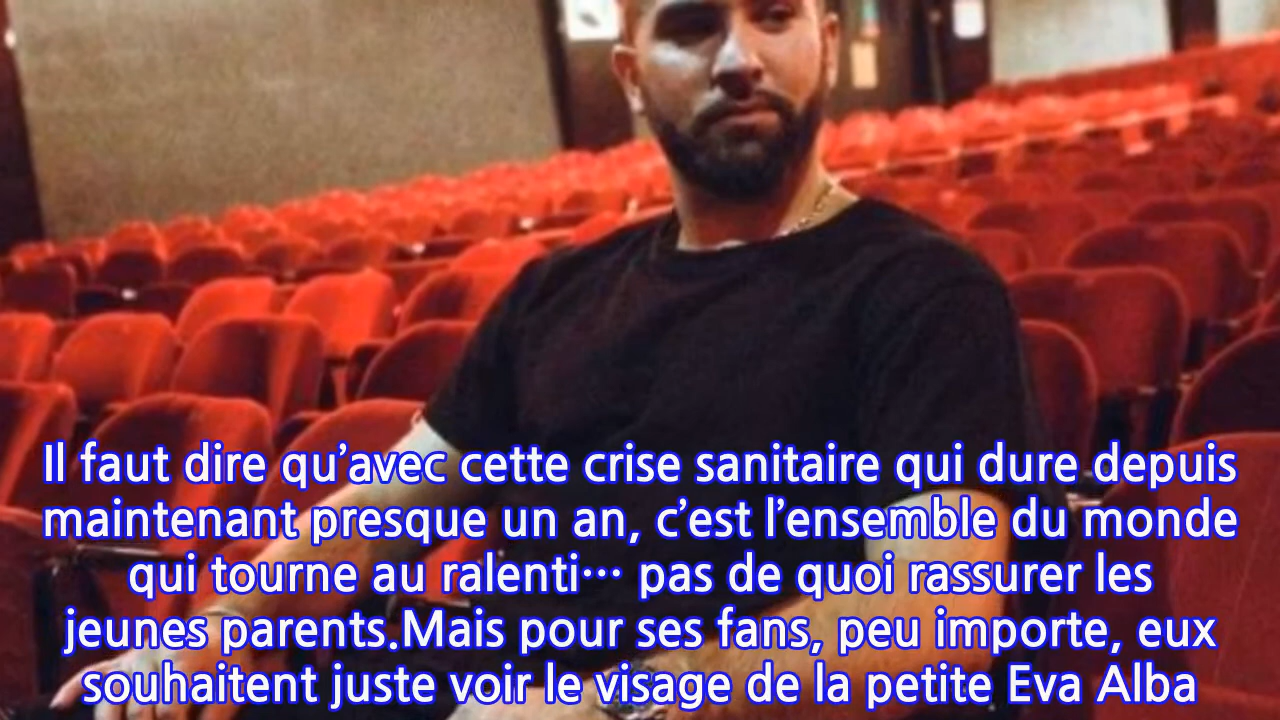 Il faut dire qu’avec cette crise sanitaire qui dure depuis
maintenant presque un an, c’est l’ensemble du monde
qui tourne au ralenti… pas de quoi rassurer les
jeunes parents.Mais pour ses fans, peu importe, eux
souhaitent juste voir le visage de la petite Eva Alba